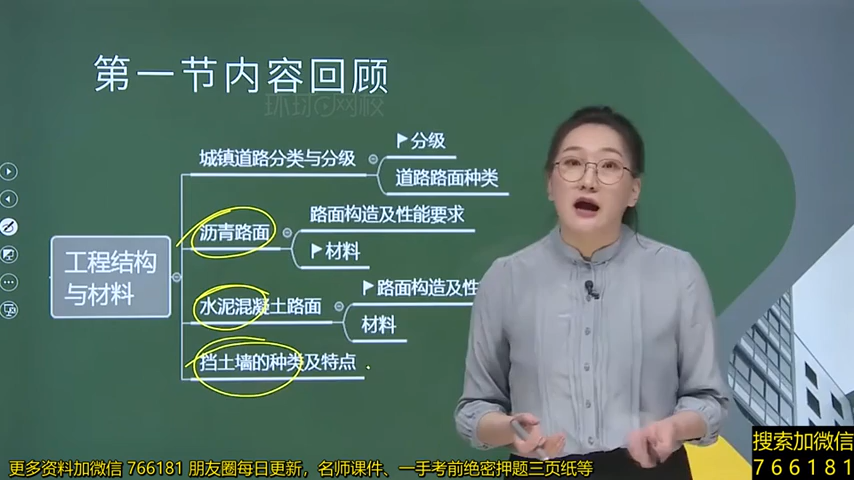 第一节内容回顾
环球网校
城镇道路分类与分级
分级
道路路面种类
沥青路面
路面构造及性能要求
材料
工程结构
与材料
水泥混凝土路面
路面构造及性
材料
挡土墙的种类及特点
搜索加微信
766181
更多资料加微信 766181 朋友圈每日更新，名师课件、一手考前绝密押题三页纸等